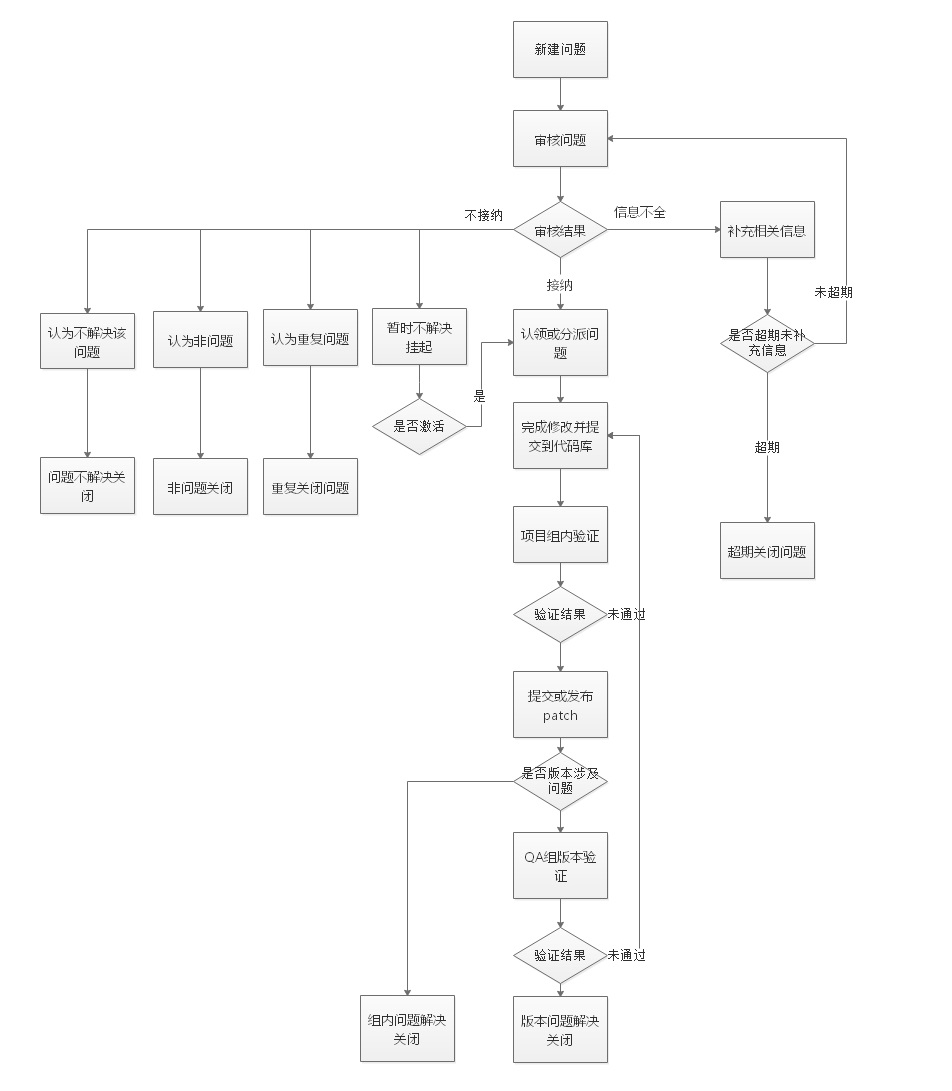 新建问题
审核问题
不接纳
审核结果
信息不全
补充相关信息
接纳
未超期
认为不解决该
问题
认为非问题
认为重复问题
暂时不解决
挂起
认领或分派问
题
是否超期未补
充信息
是
是否激活
完成修改并提
交到代码库
超期
问题不解决关
闭
非问题关闭
重复关闭问题
项目组内验证
超期关闭问题
验证结果
未通过
提交或发布
patch
是否版本涉及
问题
QA组版本验
证
验证结果
未通过
组内问题解决
关闭
版本问题解决
关闭